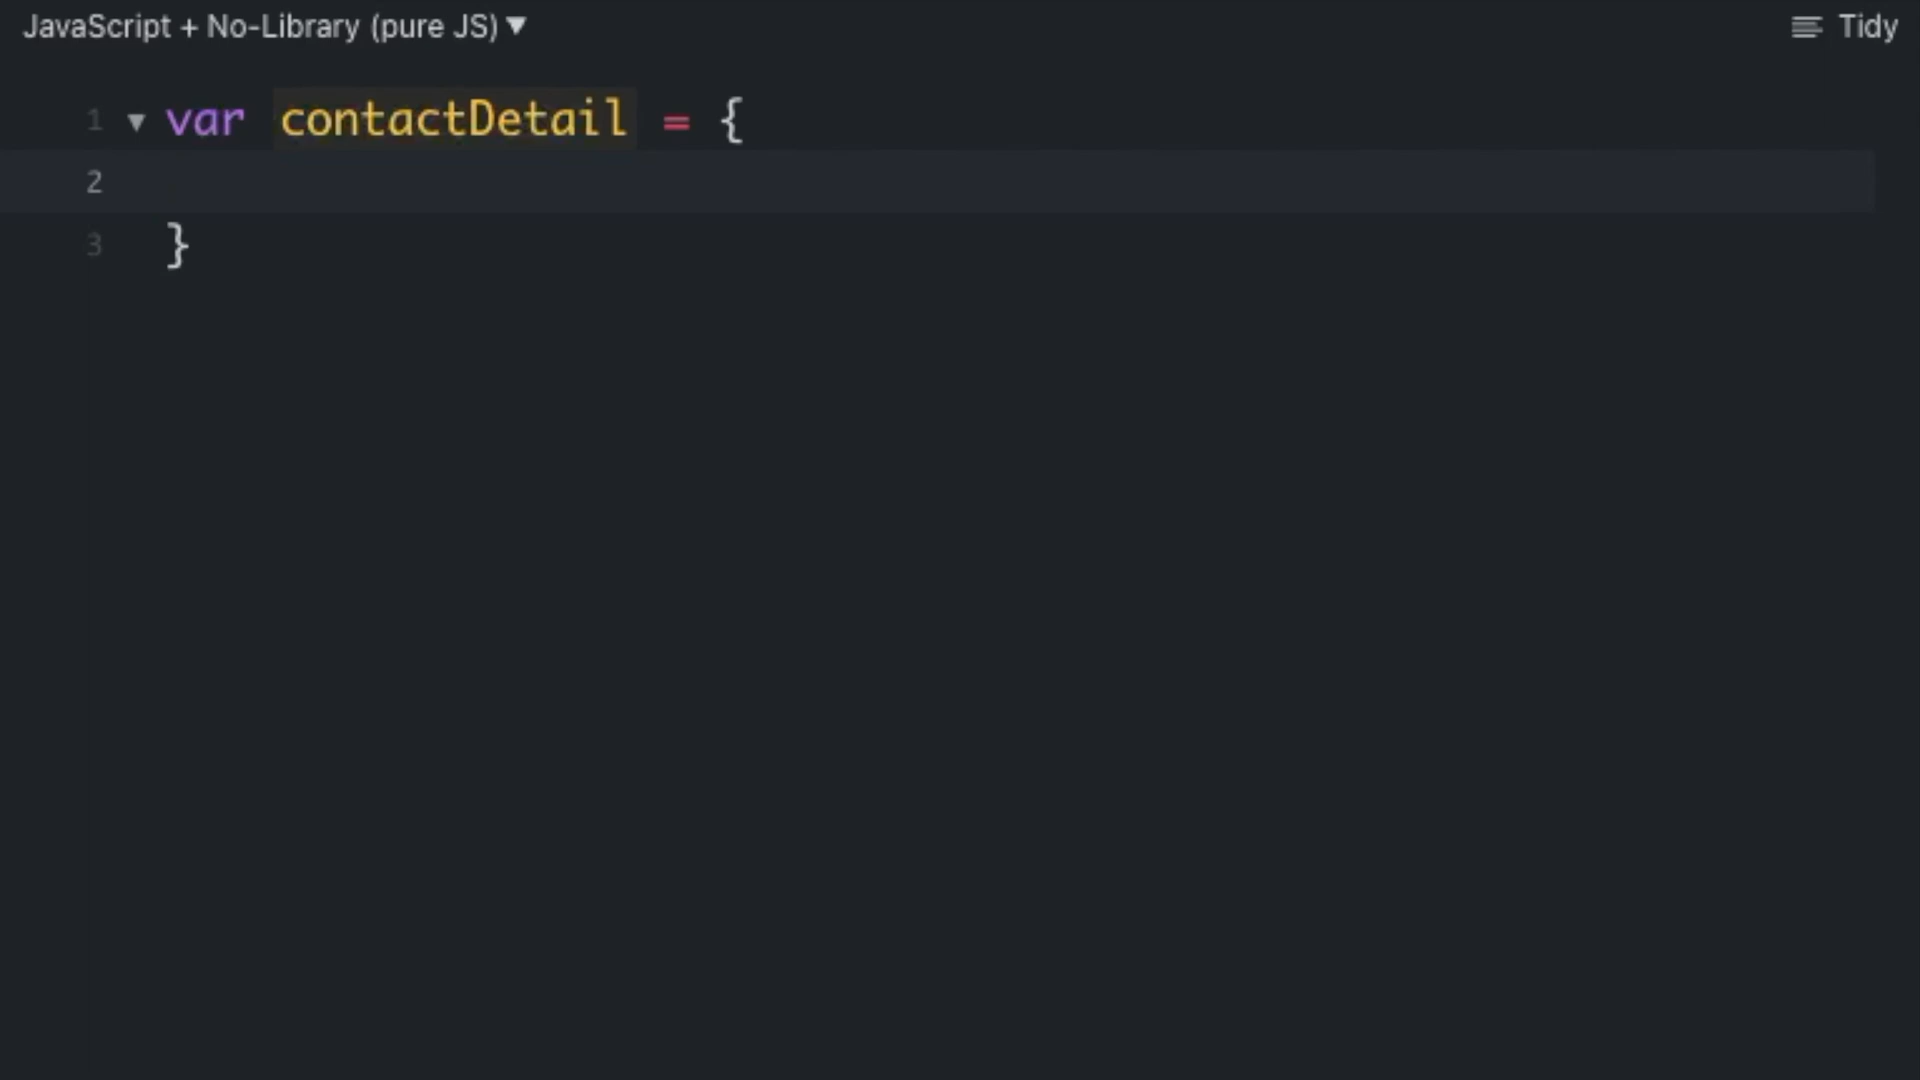 JavaScript + No-Library (pure JS) ▼
Tidy
1 ▼ var contactDetail = {
2
3 }